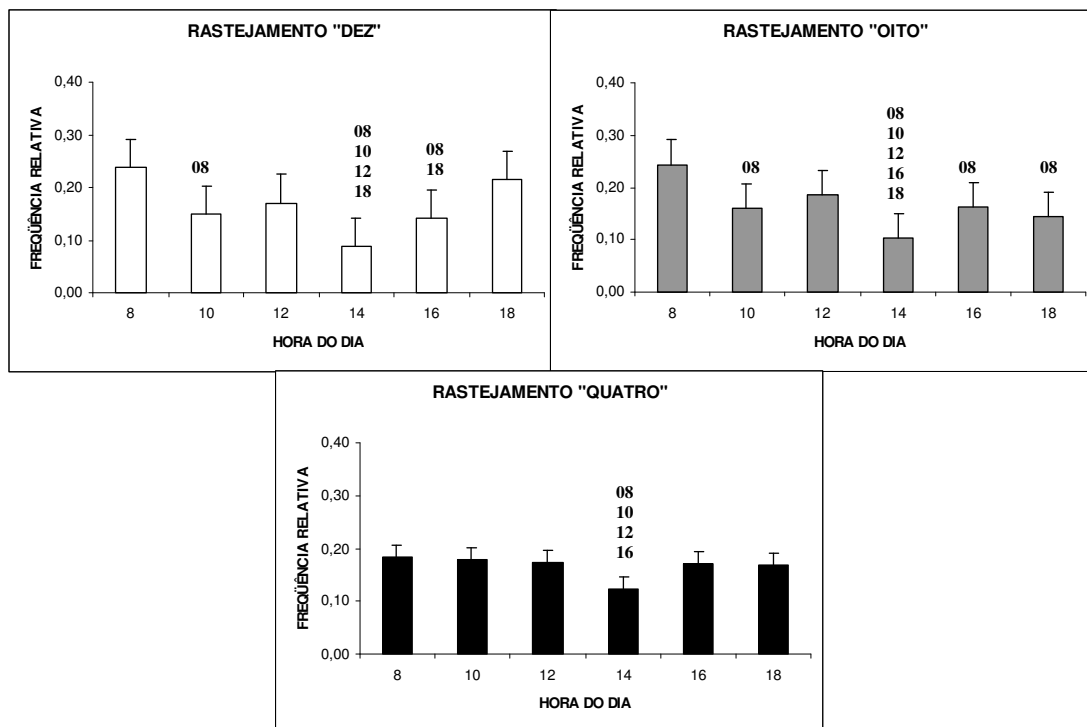 RASTEJAMENTO "DEZ"
FREQÜÊNCIA RELATIVA
0,40
0,30
0,20
0,10
0,00
08
08
10
12
18
08
18
8 10 12 14 16 18
HORA DO DIA
RASTEJAMENTO "OITO"
FREQÜÊNCIA RELATIVA
0,40
0,30
0,20
0,10
0,00
08
08
10
12
16
18
08
08
8 10 12 14 16 18
HORA DO DIA
RASTEJAMENTO "QUATRO"
FREQÜÊNCIA RELATIVA
0,40
0,30
0,20
0,10
0,00
08
10
12
16
8 10 12 14 16 18
HORA DO DIA